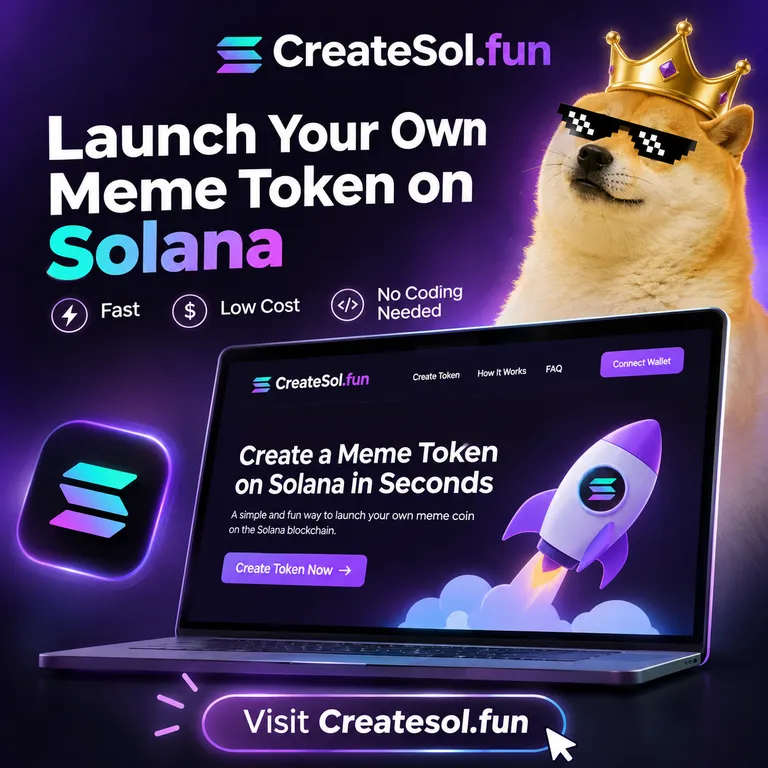 CreateSol.fun
Launch Your Own
Meme Token on
Solana
Fast
$ Low Cost
</> No Coding
Needed
CreateSol.fun
Create Token
How It Works
FAQ
Connect Wallet
Create a Meme Token
on Solana in Seconds
A simple and fun way to launch your own meme coin
on the Solana blockchain.
Create Token Now →
Visit Createsol.fun